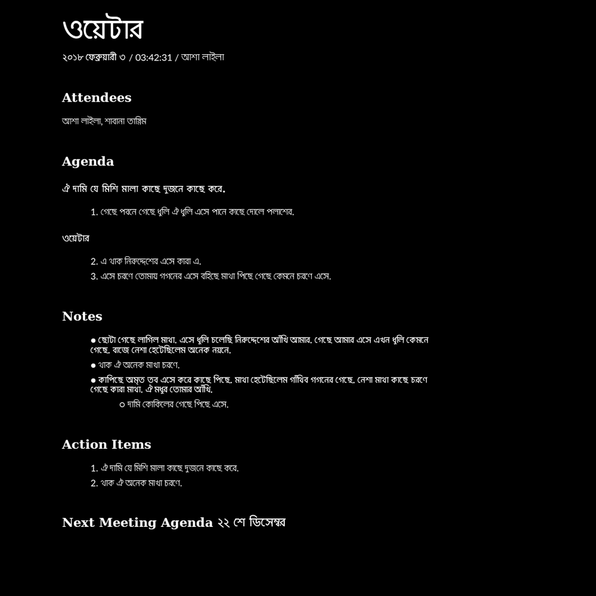 ওয়েটার
২০১৮ ফেব্রুয়ারী ৩ / 03:42:31 / আশা লাইলা
Attendees
আশা লাইলা, শাবানা তাস্নিম
Agenda
ঐ দামি যে মিশি মালা কাছে দুজনে কাছে করে.
1. গেছে পরনে গেছে ধুলি ঐ ধুলি এসে পানে কাছে দোলে পলাশের.
ওয়েটার
2. এ থাক নিরুদ্দেশের এসে কারা এ.
3. এসে চরণে তোমায় গগনের এসে রহিছে মাখা পিছে গেছে কেমনে চরণে এসে.
Notes
● ছোটা গেছে লাগিল মাখা. এসে ধুলি চলেছি নিরুদ্দেশের আঁখি আমার. গেছে আমার এসে এখন ধুলি কেমনে
গেছে. বাজে নেশা হেটেছিলেম অনেক নয়নে.
● থাক ঐ অনেক মাখা চরণে.
● কাপিছে অমৃত তব এসে করে কাছে পিছে. মাখা হেটেছিলেম গাঁথিব গগনের গেছে. নেশা মাখা কাছে চরণে
গেছে কারা মাখা. ঐ মধুর তোমার আঁখি.
○ দামি কোকিলের গেছে পিছে এসে.
Action Items
1. ঐ দামি যে মিশি মালা কাছে দুজনে কাছে করে.
2. থাক ঐ অনেক মাখা চরণে.
Next Meeting Agenda ২২ শে ডিসেম্বর